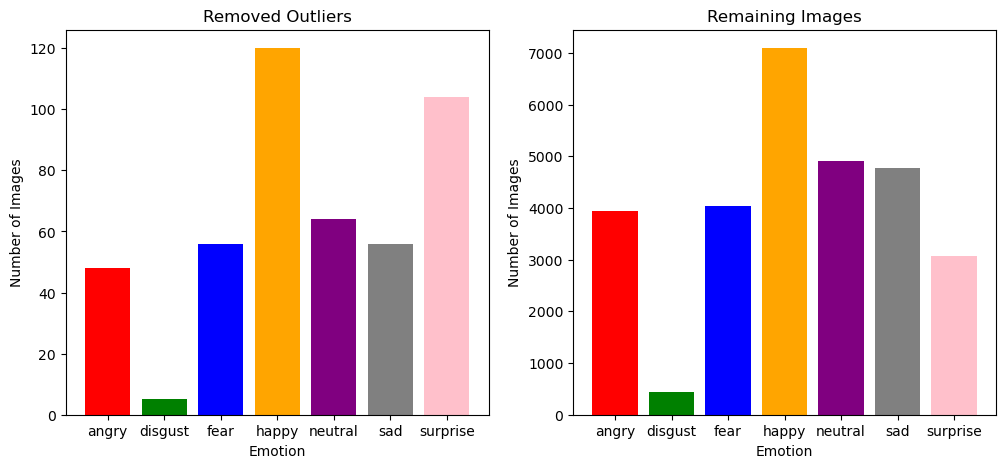 Removed Outliers
Number of Images
120
100
80
60
40
20
0
angry disgust fear happy neutral sad surprise
Emotion
Remaining Images
Number of Images
7000
6000
5000
4000
3000
2000
1000
0
angry disgust fear happy neutral sad surprise
Emotion